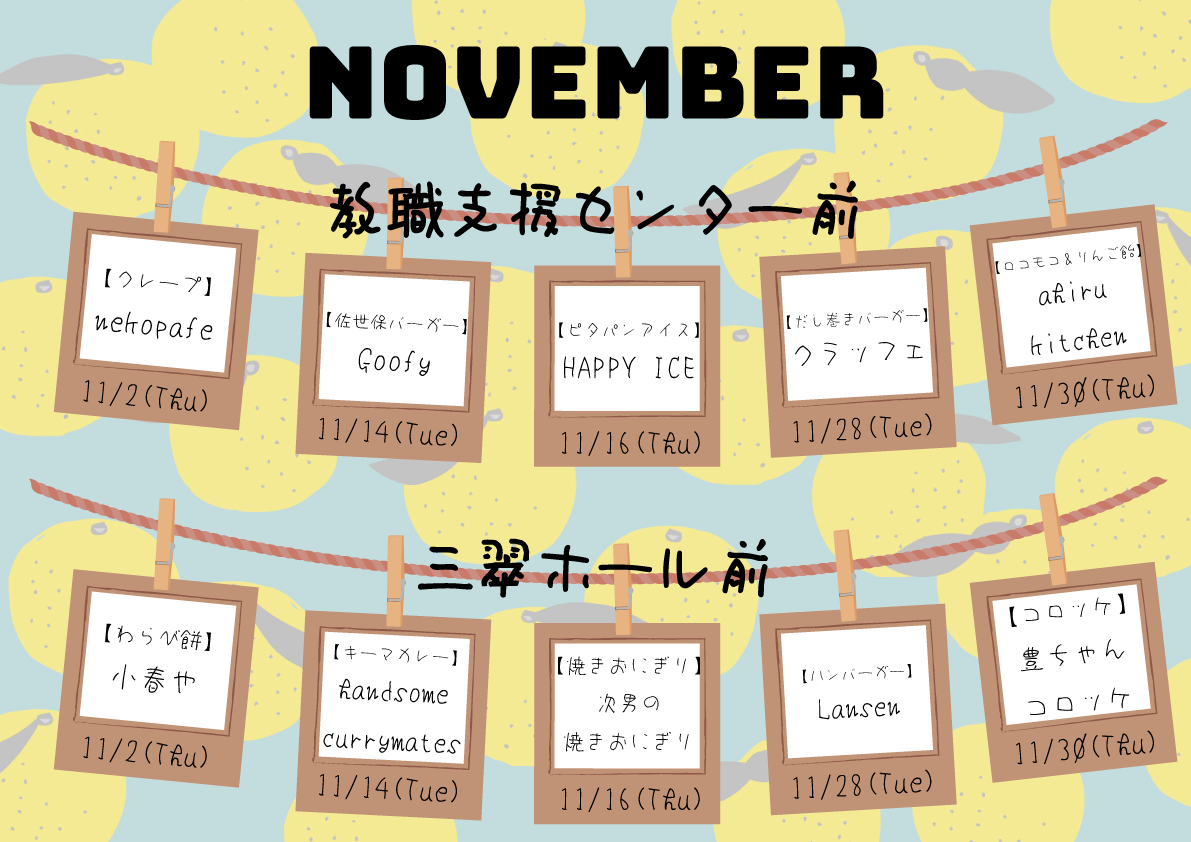 NOVEMBER
教職支援センター前
【クレープ】
nekopafe
11/2(Thu)
【佐世保バーガー】
Goofy
11/14(Tue)
【ピタパンアイス】
HAPPY ICE
11/16(Thu)
【だし巻きバーガー】
クラッフェ
11/28(Tue)
【ロコモコ&りんご飴】
ahiru
kitchen
11/30(Thu)
三翠ホール前
【わらび餅】
小春や
11/2(Thu)
【キーマカレー】
handsome
currymates
11/14(Tue)
【焼きおにぎり】
次男の
焼きおにぎり
11/16(Thu)
【ハンバーガー】
Lansen
11/28(Tue)
【コロッケ】
豊ちゃん
コロッケ
11/30(Thu)